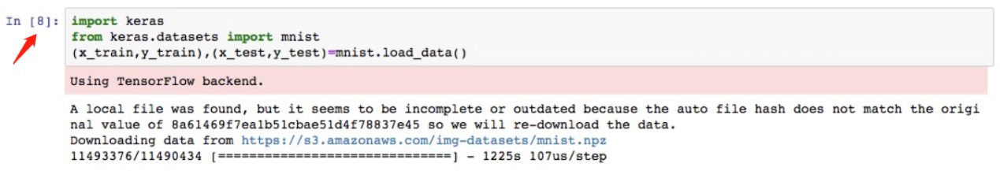 In [8]: import keras
from keras.datasets import mnist
(x_train,y_train),(x_test,y_test)=mnist.load_data()
Using TensorFlow backend.
A local file was found, but it seems to be incomplete or outdated because the auto file hash does not match the origi
nal value of 8a61469f7ea1b51cbae51d4f78837e45 so we will re-download the data.
Downloading data from https://s3.amazonaws.com/img-datasets/mnist.npz
11493376/11490434 [==============================] - 1225s 107us/step